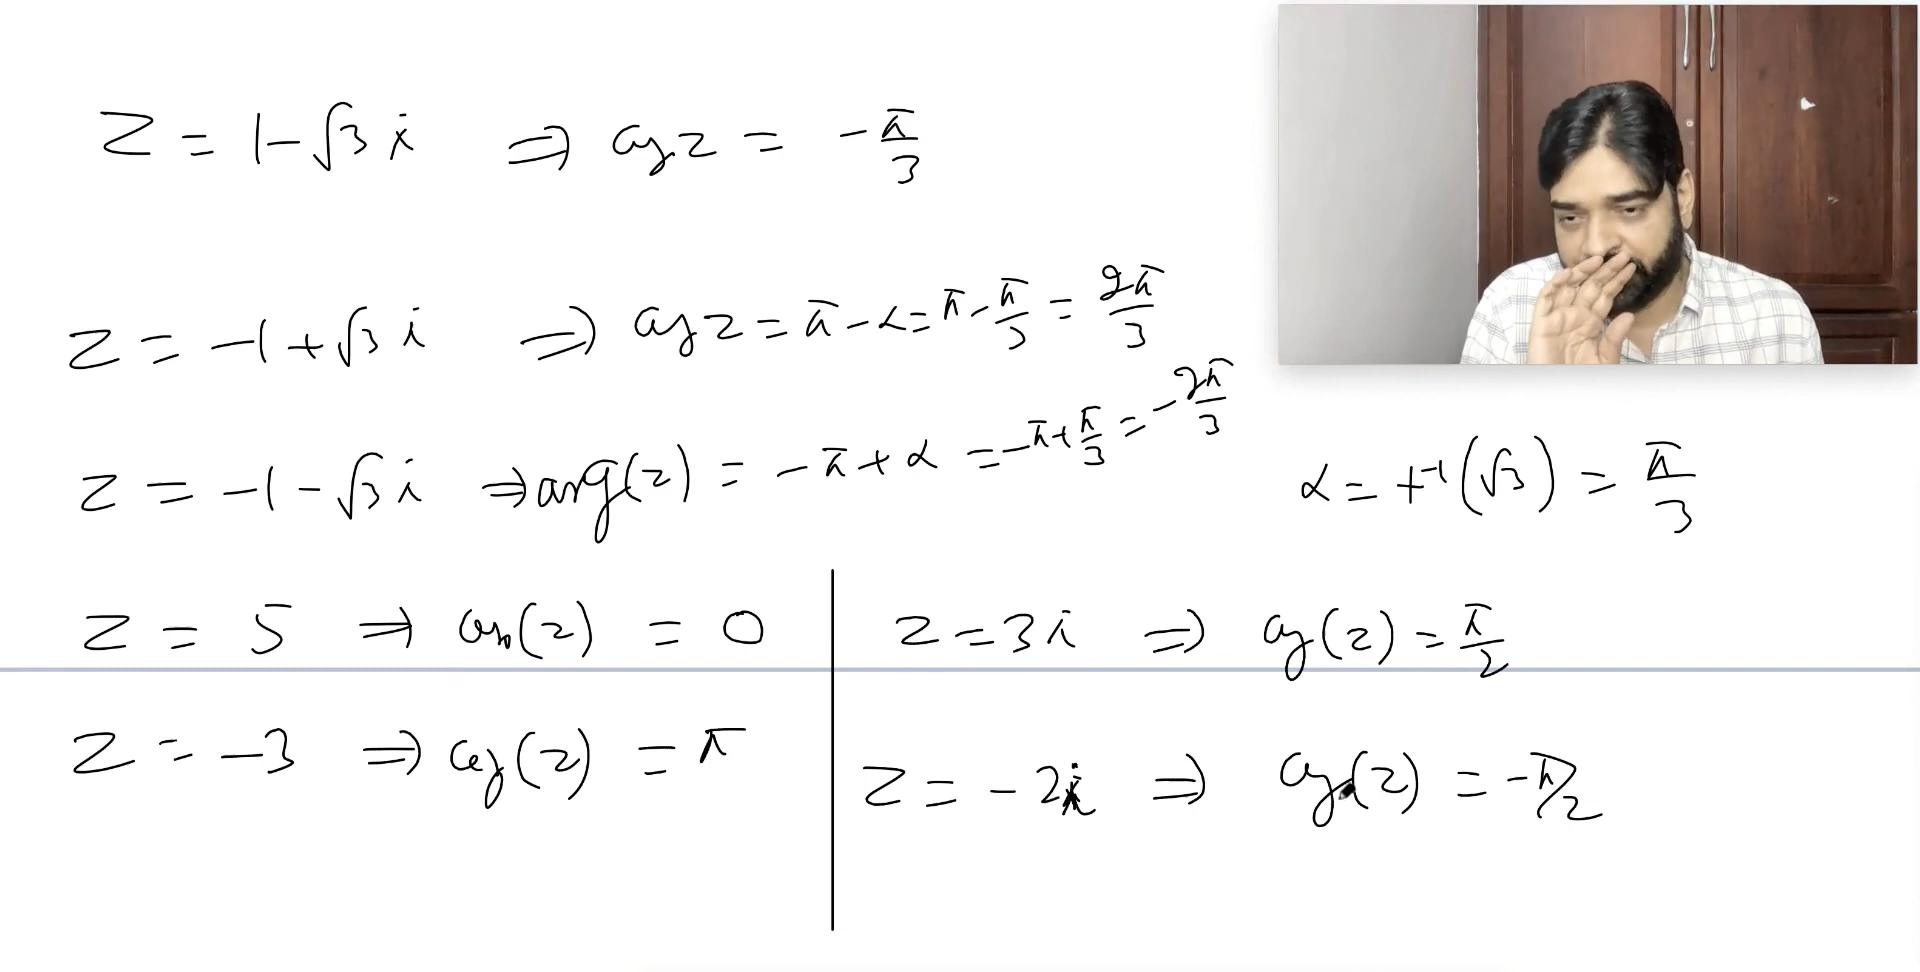 z = 1 - √3 i ⇒ arg z = -π/3
z = -1 + √3 i ⇒ arg z = π - α = π - π/3 = 2π/3
z = -1 - √3 i ⇒ arg(z) = -π + α = -π + π/3 = -2π/3
α = t⁻¹(√3) = π/3
z = 5 ⇒ arg(z) = 0
z = -3 ⇒ arg(z) = π
z = 3i ⇒ arg(z) = π/2
z = -2i ⇒ arg(z) = -π/2